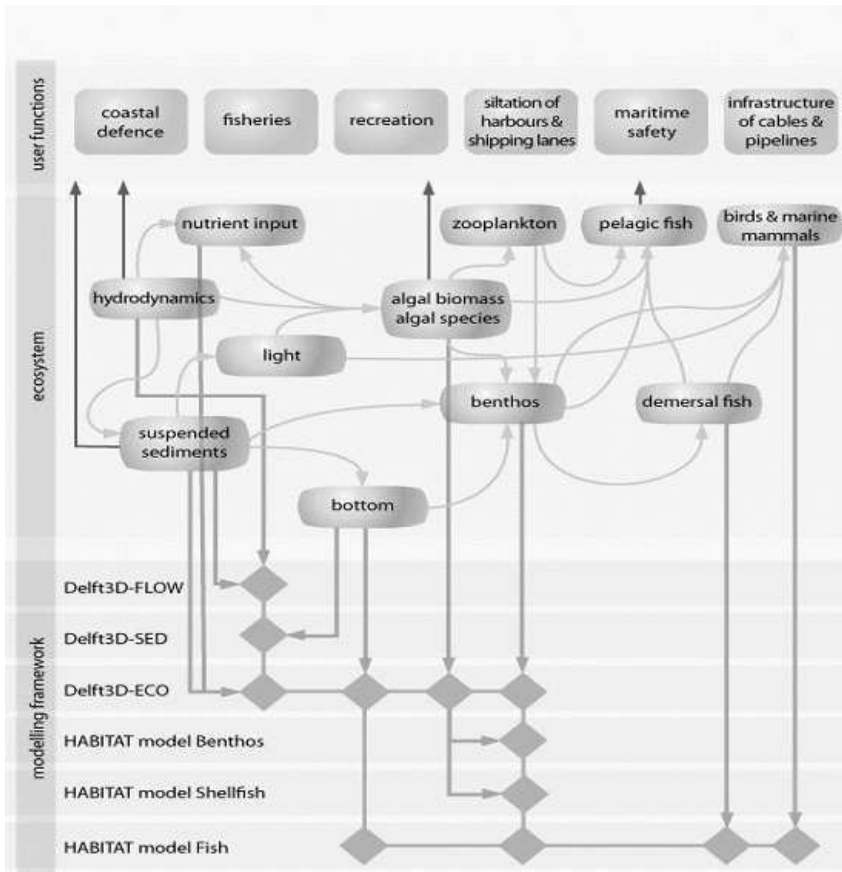 user functions
coastal
defence
fisheries
recreation
siltation of
harbours &
shipping lanes
maritime
safety
infrastructure
of cables &
pipelines
ecosystem
nutrient input
zooplankton
pelagic fish
birds & marine
mammals
hydrodynamics
algal biomass
algal species
light
benthos
demersal fish
suspended
sediments
bottom
modelling framework
Delft3D-FLOW
Delft3D-SED
Delft3D-ECO
HABITAT model Benthos
HABITAT model Shellfish
HABITAT model Fish